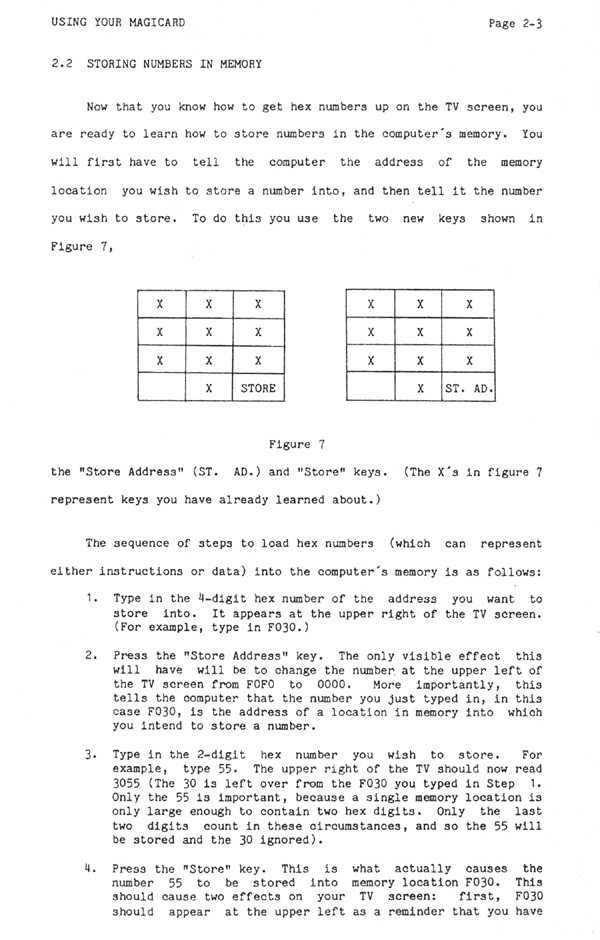 USING YOUR MAGICARD Page 2-3
2.2 STORING NUMBERS IN MEMORY
Now that you know how to get hex numbers up on the TV screen, you
are ready to learn how to store numbers in the computer's memory. You
will first have to tell the computer the address of the memory
location you wish to store a number into, and then tell it the number
you wish to store. To do this you use the two new keys shown in
Figure 7,
X X X X X X
X X X X X X
X X X X X X
X STORE X ST. AD.
Figure 7
the "Store Address" (ST. AD.) and "Store" keys. (The X's in figure 7
represent keys you have already learned about.)
The sequence of steps to load hex numbers (which can represent
either instructions or data) into the computer's memory is as follows:
1. Type in the 4-digit hex number of the address you want to
store into. It appears at the upper right of the TV screen.
(For example, type in F030.)
2. Press the "Store Address" key. The only visible effect this
will have will be to change the number at the upper left of
the TV screen from F0F0 to 0000. More importantly, this
tells the computer that the number you just typed in, in this
case F030, is the address of a location in memory into which
you intend to store a number.
3. Type in the 2-digit hex number you wish to store. For
example, type 55. The upper right of the TV should now read
3055 (The 30 is left over from the F030 you typed in Step 1.
Only the 55 is important, because a single memory location is
only large enough to contain two hex digits. Only the last
two digits count in these circumstances, and so the 55 will
be stored and the 30 ignored).
4. Press the "Store" key. This is what actually causes the
number 55 to be stored into memory location F030. This
should cause two effects on your TV screen: first, F030
should appear at the upper left as a reminder that you have